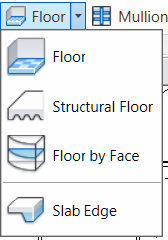 Floor Mullion
Floor
Structural Floor
Floor by Face
Slab Edge